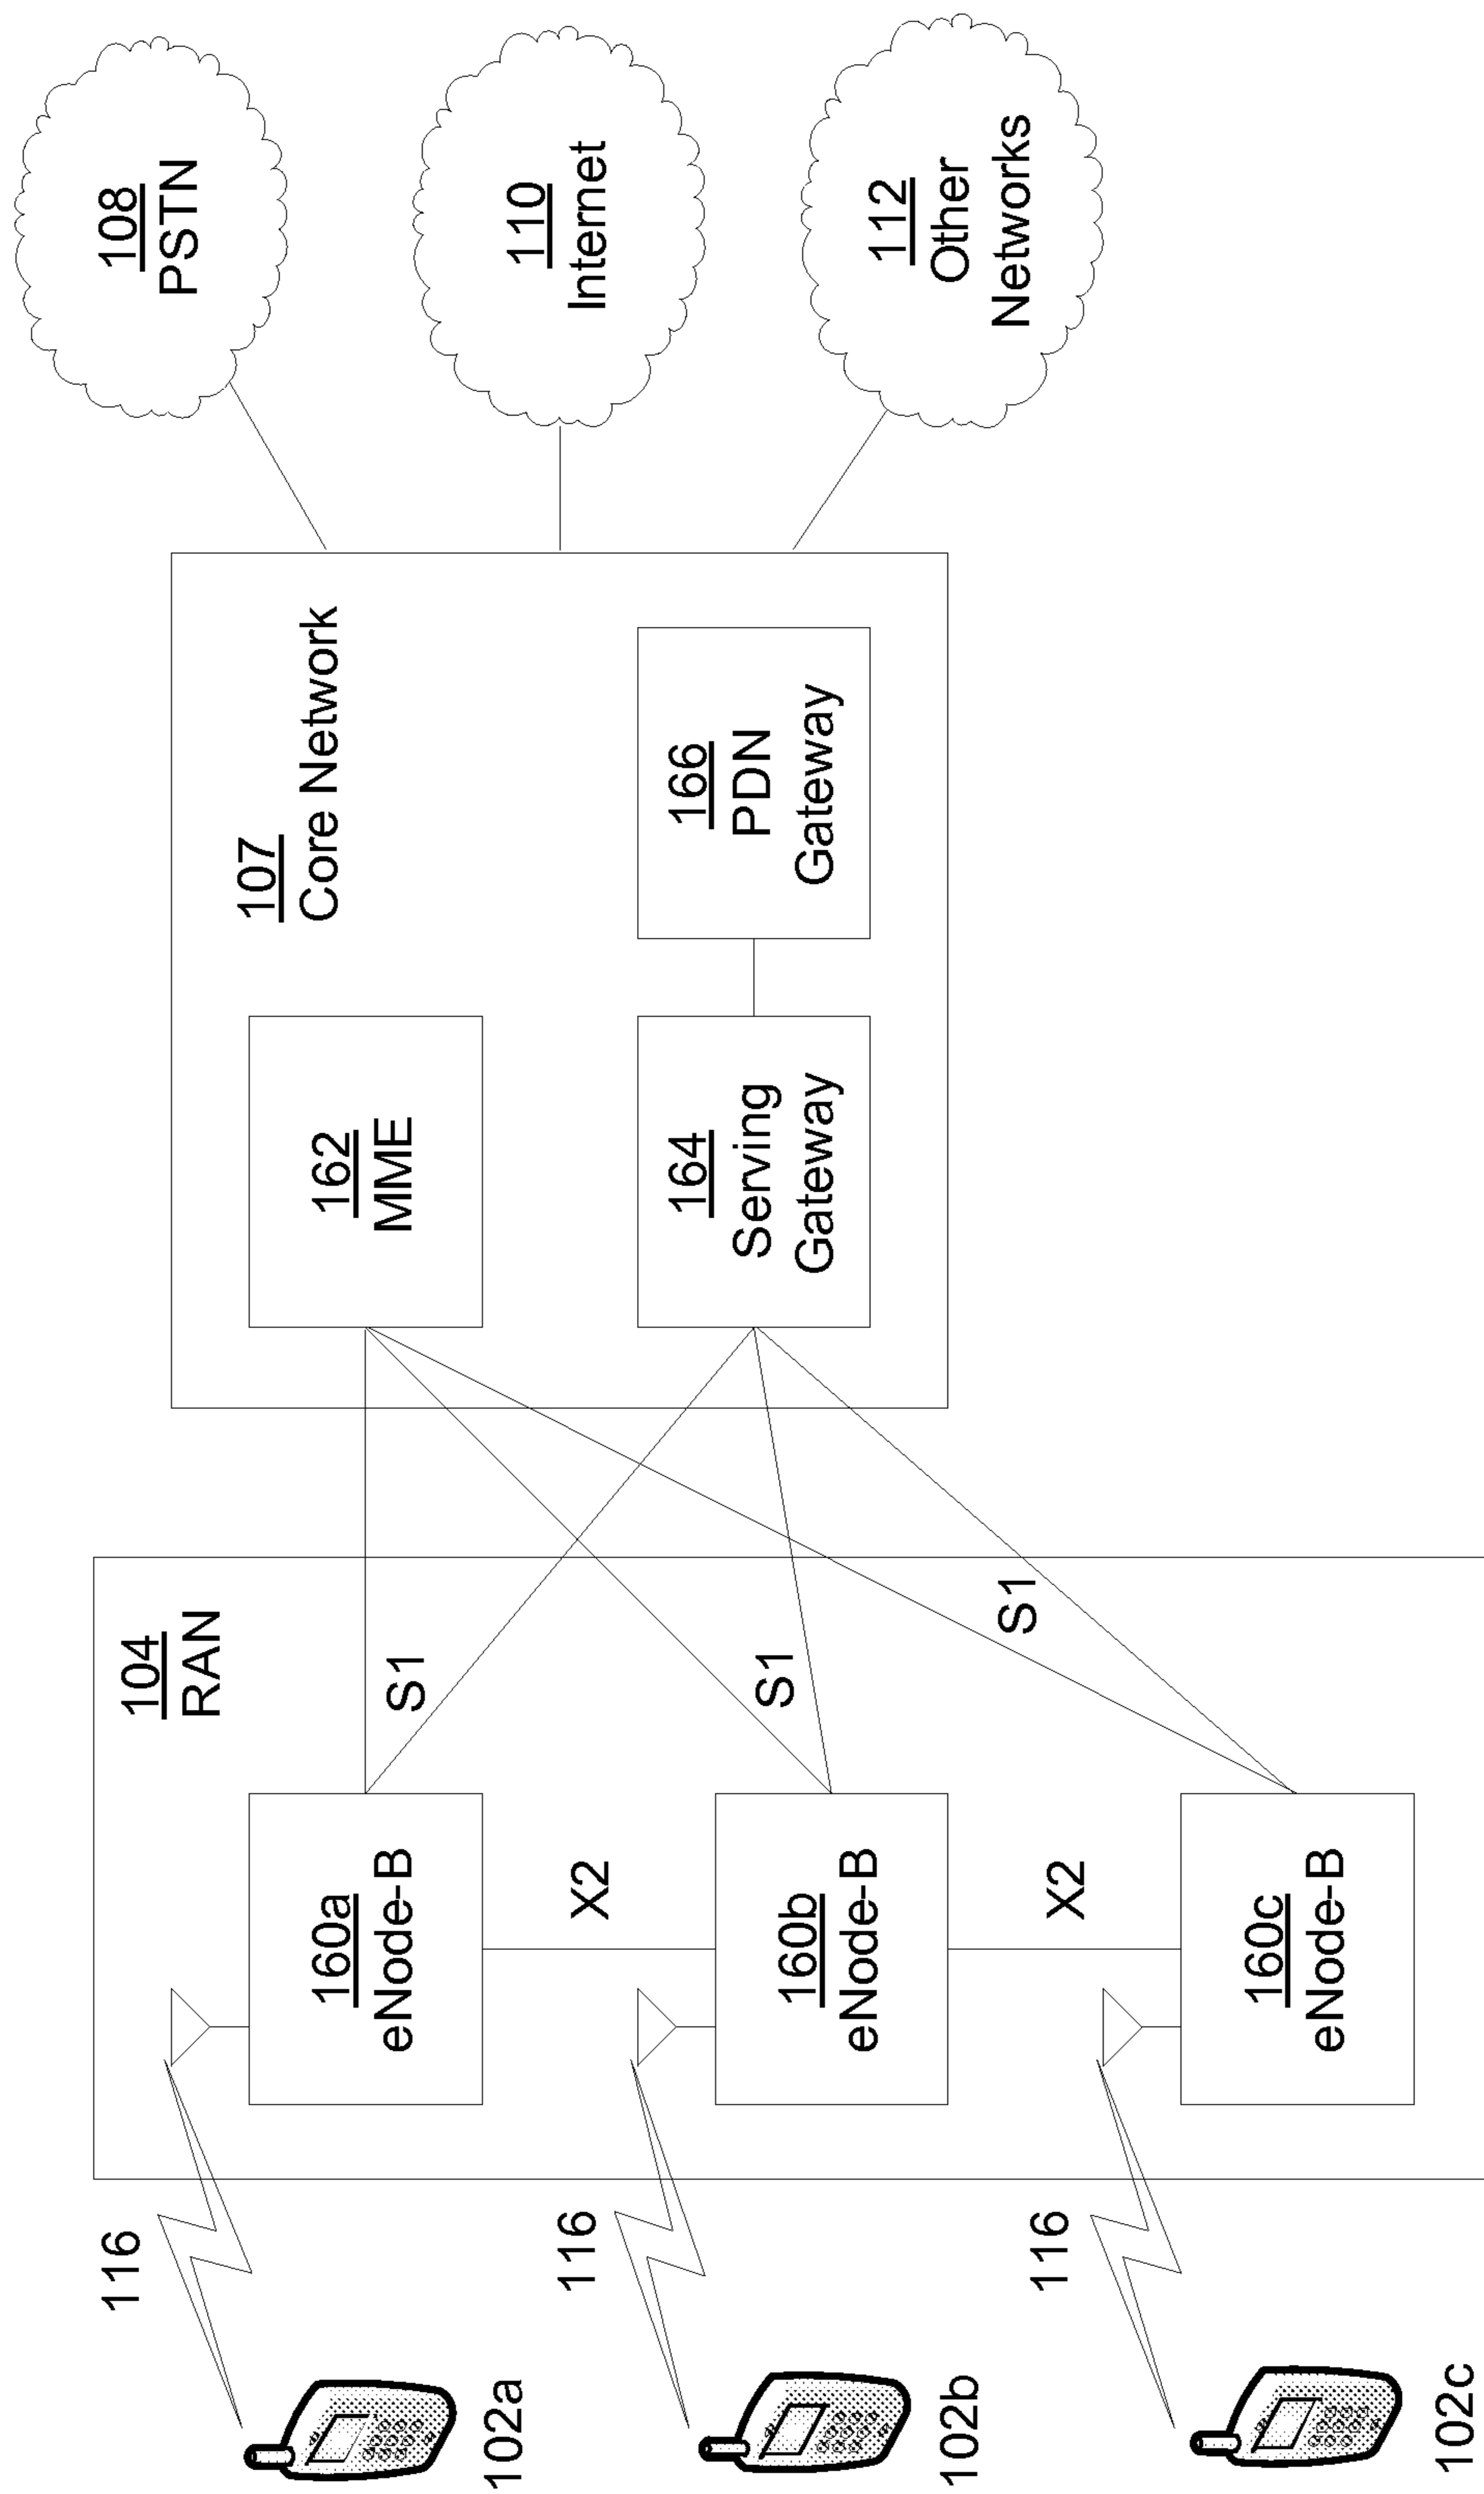 116
102a
116
102b
116
102c
104
RAN
160a
eNode-B
S1
X2
160b
eNode-B
S1
X2
160c
eNode-B
S1
107
Core Network
162
MME
164
Serving
Gateway
166
PDN
Gateway
108
PSTN
110
Internet
112
Other
Networks